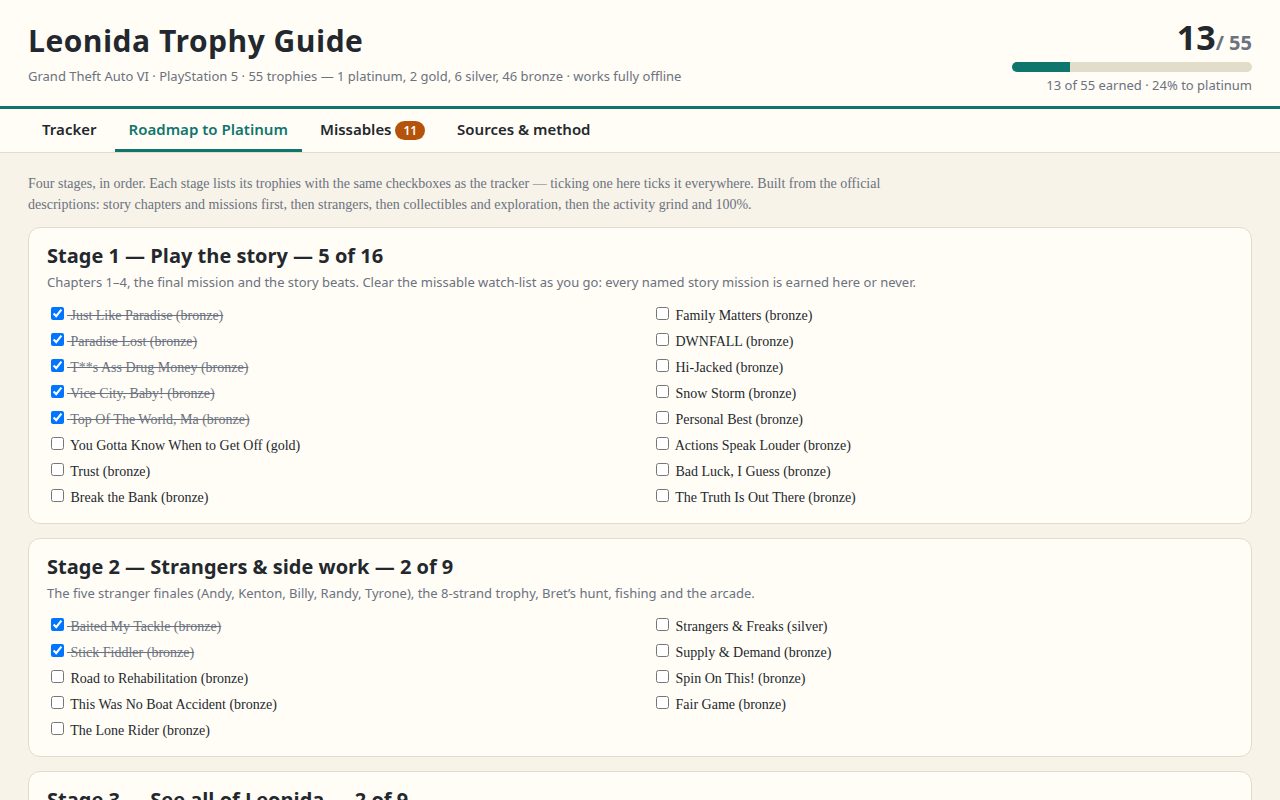 Leonida Trophy Guide
Grand Theft Auto VI · PlayStation 5 · 55 trophies — 1 platinum, 2 gold, 6 silver, 46 bronze · works fully offline
13/ 55
13 of 55 earned · 24% to platinum
Tracker Roadmap to Platinum Missables 11 Sources & method
Four stages, in order. Each stage lists its trophies with the same checkboxes as the tracker — ticking one here ticks it everywhere. Built from the official
descriptions: story chapters and missions first, then strangers, then collectibles and exploration, then the activity grind and 100%.
Stage 1 — Play the story — 5 of 16
Chapters 1–4, the final mission and the story beats. Clear the missable watch-list as you go: every named story mission is earned here or never.
Just Like Paradise (bronze)
Paradise Lost (bronze)
T**s Ass Drug Money (bronze)
Vice City, Baby! (bronze)
Top Of The World, Ma (bronze)
You Gotta Know When to Get Off (gold)
Trust (bronze)
Break the Bank (bronze)
Family Matters (bronze)
DWNFALL (bronze)
Hi-Jacked (bronze)
Snow Storm (bronze)
Personal Best (bronze)
Actions Speak Louder (bronze)
Bad Luck, I Guess (bronze)
The Truth Is Out There (bronze)
Stage 2 — Strangers & side work — 2 of 9
The five stranger finales (Andy, Kenton, Billy, Randy, Tyrone), the 8-strand trophy, Bret’s hunt, fishing and the arcade.
Baited My Tackle (bronze)
Stick Fiddler (bronze)
Road to Rehabilitation (bronze)
This Was No Boat Accident (bronze)
The Lone Rider (bronze)
Strangers & Freaks (silver)
Supply & Demand (bronze)
Spin On This! (bronze)
Fair Game (bronze)
Stage 3 — See all of Leonida — 2 of 9